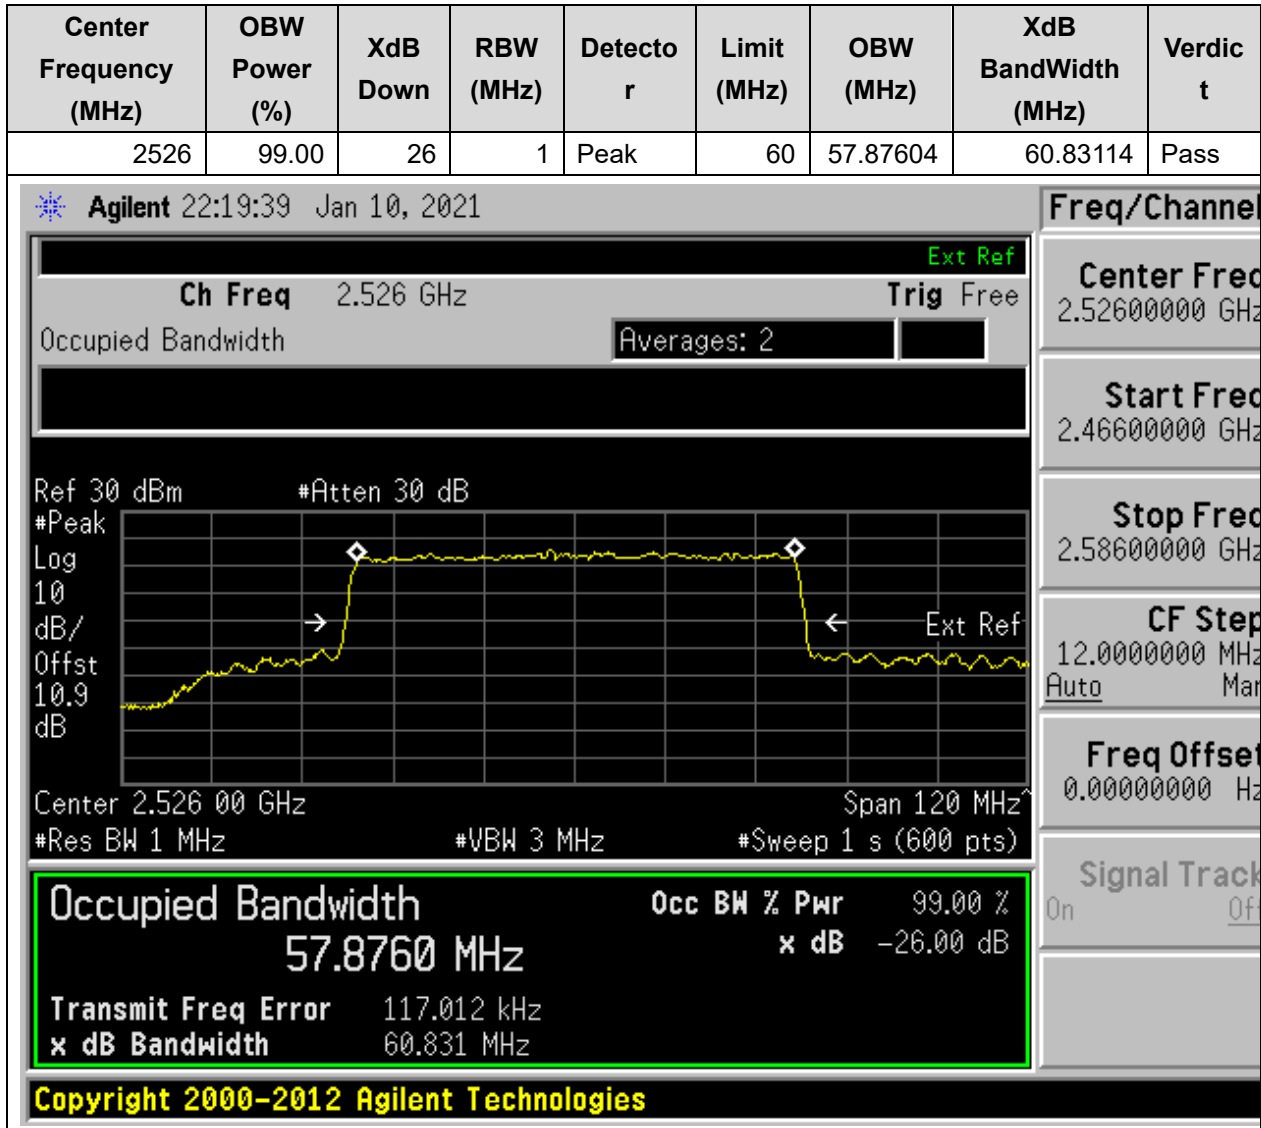 Center Frequency (MHz) OBW Power (%) XdB Down RBW (MHz) Detecto r Limit (MHz) OBW (MHz) XdB BandWidth (MHz) Verdic t
2526 99.00 26 1 Peak 60 57.87604 60.83114 Pass
Agilent 22:19:39 Jan 10, 2021
Freq/Channel
Ext Ref
Ch Freq 2.526 GHz Trig Free
Occupied Bandwidth Averages: 2
Center Freq
2.52600000 GHz
Start Freq
2.46600000 GHz
Stop Freq
2.58600000 GHz
CF Step
12.0000000 MHz
Auto Man
Freq Offset
0.00000000 Hz
Signal Track
On Off
Ref 30 dBm #Atten 30 dB
#Peak
Log
10
dB/
Offst
10.9
dB
Ext Ref
Center 2.526 00 GHz Span 120 MHz^
#Res BW 1 MHz #VBW 3 MHz #Sweep 1 s (600 pts)
Occupied Bandwidth Occ BW % Pwr 99.00 %
57.8760 MHz x dB -26.00 dB
Transmit Freq Error 117.012 kHz
x dB Bandwidth 60.831 MHz
Copyright 2000-2012 Agilent Technologies